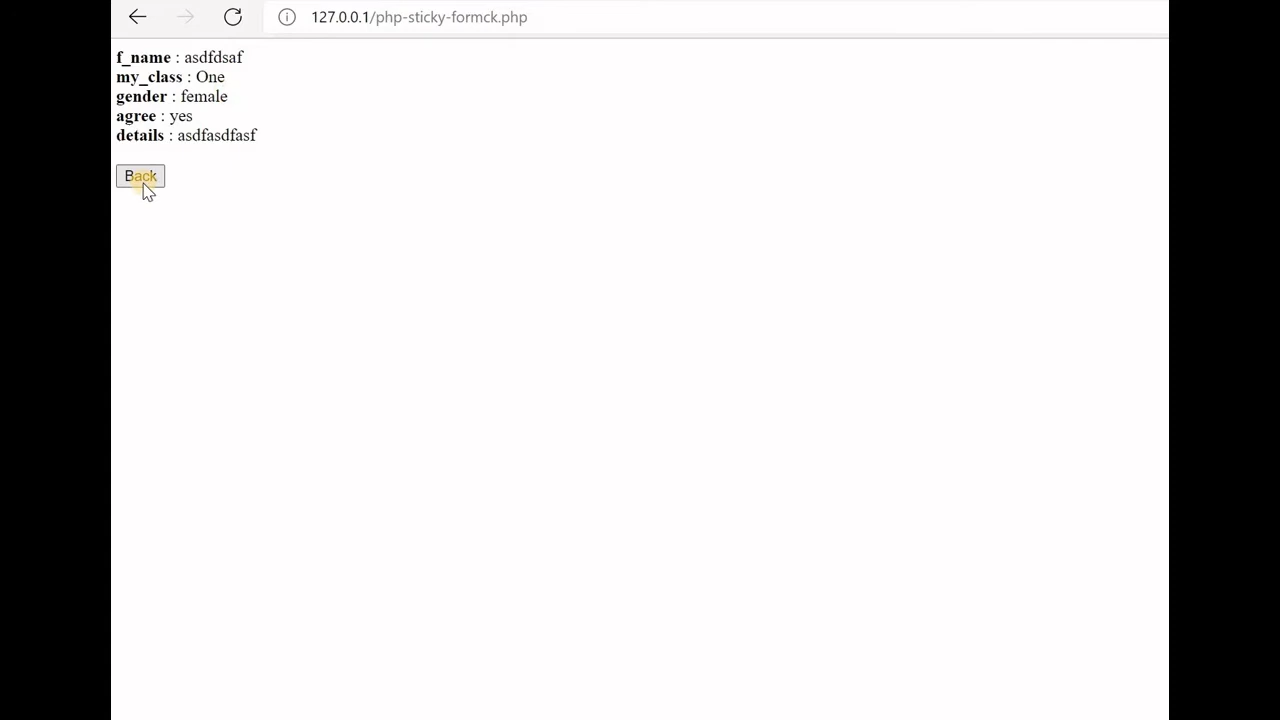 127.0.0.1/php-sticky-formck.php
f_name : asdfdsaf
my_class : One
gender : female
agree : yes
details : asdfasdfasf
Back